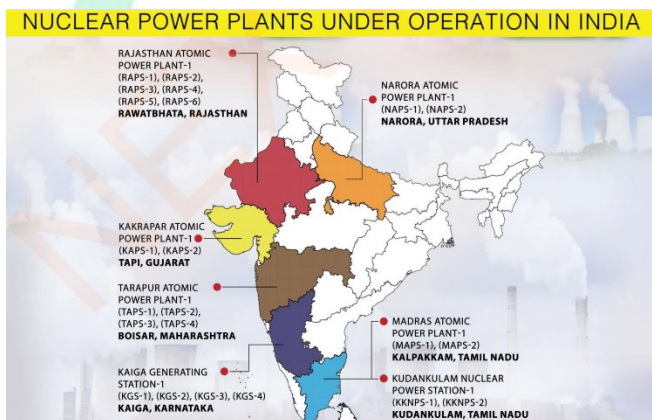 NUCLEAR POWER PLANTS UNDER OPERATION IN INDIA
RAJASTHAN ATOMIC
POWER PLANT-1
(RAPS-1), (RAPS-2),
(RAPS-3), (RAPS-4),
(RAPS-5), (RAPS-6)
RAWATBHATA, RAJASTHAN
NARORA ATOMIC
POWER PLANT-1
(NAPS-1), (NAPS-2)
NARORA, UTTAR PRADESH
KAKRAPAR ATOMIC
POWER PLANT-1
(KAPS-1), (KAPS-2)
TAPI, GUJARAT
TARAPUR ATOMIC
POWER PLANT-1
(TAPS-1), (TAPS-2),
(TAPS-3), (TAPS-4)
BOISAR, MAHARASHTRA
MADRAS ATOMIC
POWER PLANT-1
(MAPS-1), (MAPS-2)
KALPAKKAM, TAMIL NADU
KAIGA GENERATING
STATION-1
(KGS-1), (KGS-2), (KGS-3), (KGS-4)
KAIGA, KARNATAKA
KUDANKULAM NUCLEAR
POWER STATION-1
(KKNPS-1), (KKNPS-2)
KUDANKULAM, TAMIL NADU